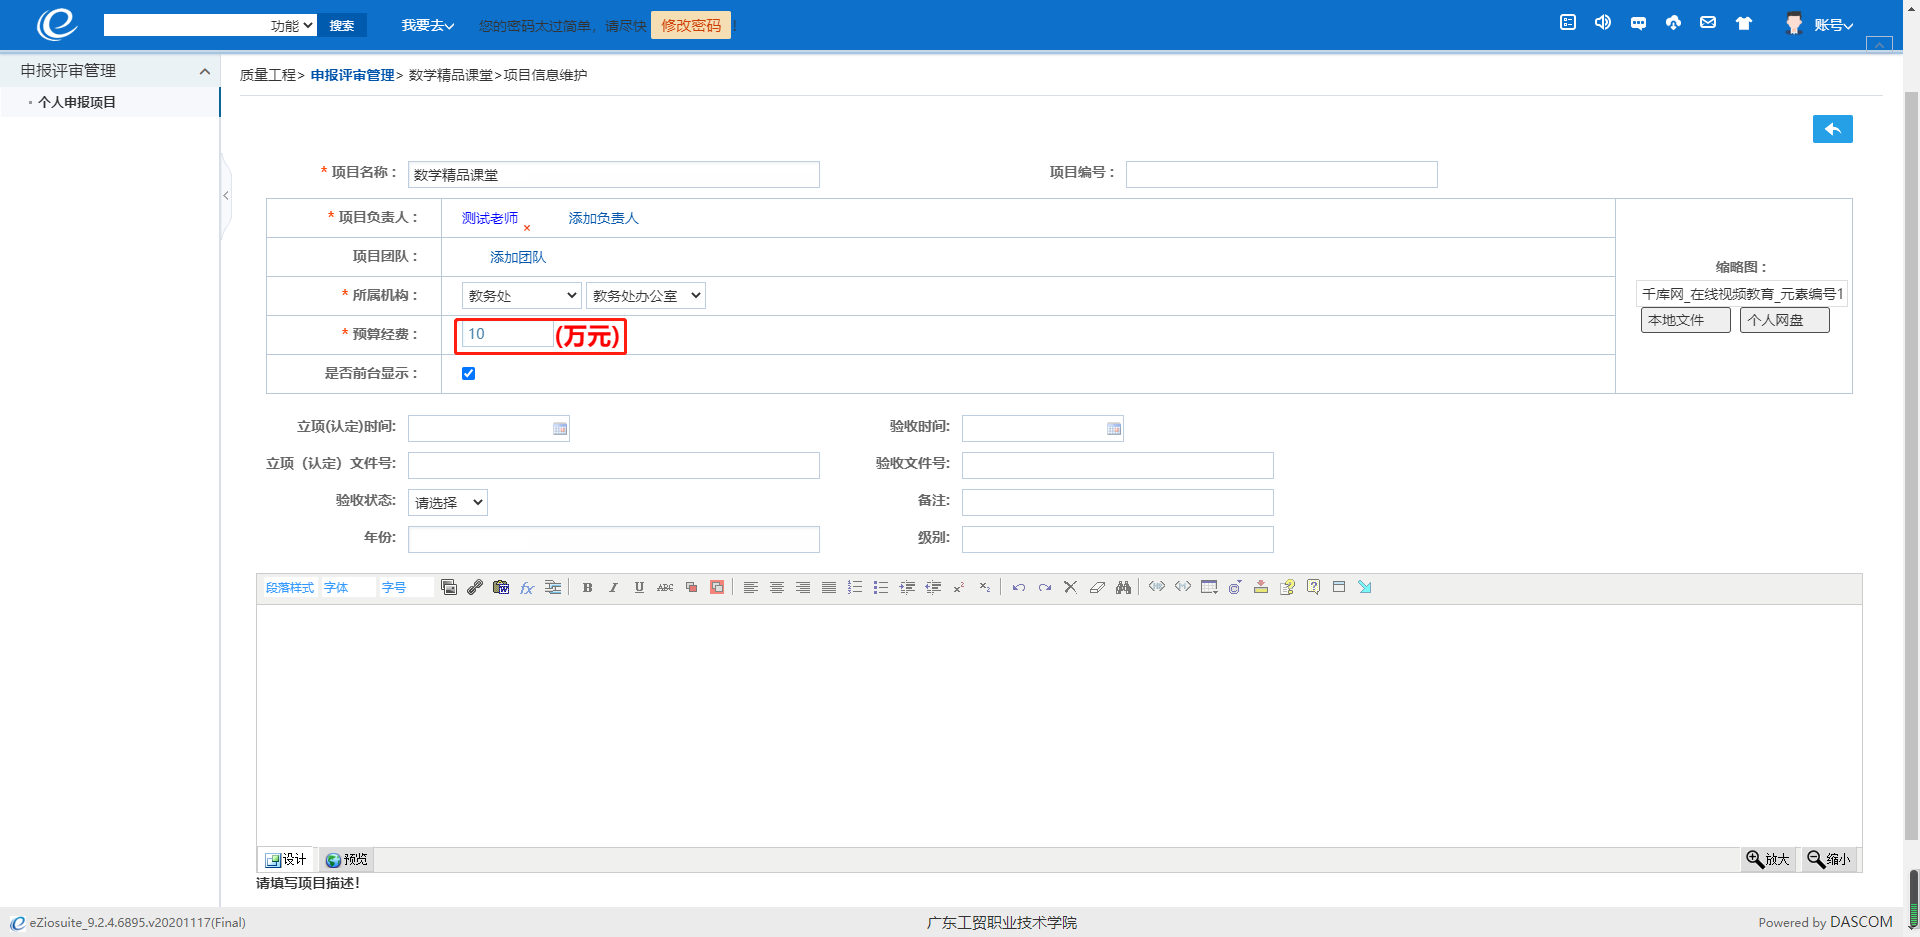 功能 搜索 我要去 您的密码太过简单，请尽快 修改密码 ! 账号
申报评审管理
个人申报项目
质量工程> 申报评审管理> 数学精品课堂>项目信息维护
* 项目名称： 数学精品课堂 项目编号：
* 项目负责人： 测试老师 × 添加负责人
项目团队： 添加团队
* 所属机构： 教务处 教务处办公室
* 预算经费： 10 (万元)
是否前台显示：
缩略图：
千库网_在线视频教育_元素编号1
本地文件 个人网盘
立项(认定)时间: 验收时间:
立项（认定）文件号: 验收文件号:
验收状态: 请选择 备注:
年份: 级别:
段落样式 字体 字号 fx B I U ABC
设计 预览 放大 缩小
请填写项目描述!
eZiosuite_9.2.4.6895.v20201117(Final) 广东工贸职业技术学院 Powered by DASCOM